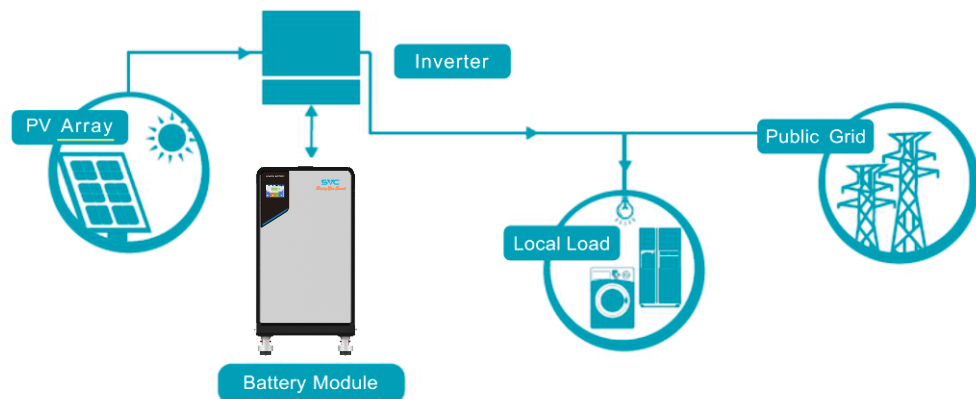 Inverter
PV Array
Public Grid
SVC
Local Load
Battery Module